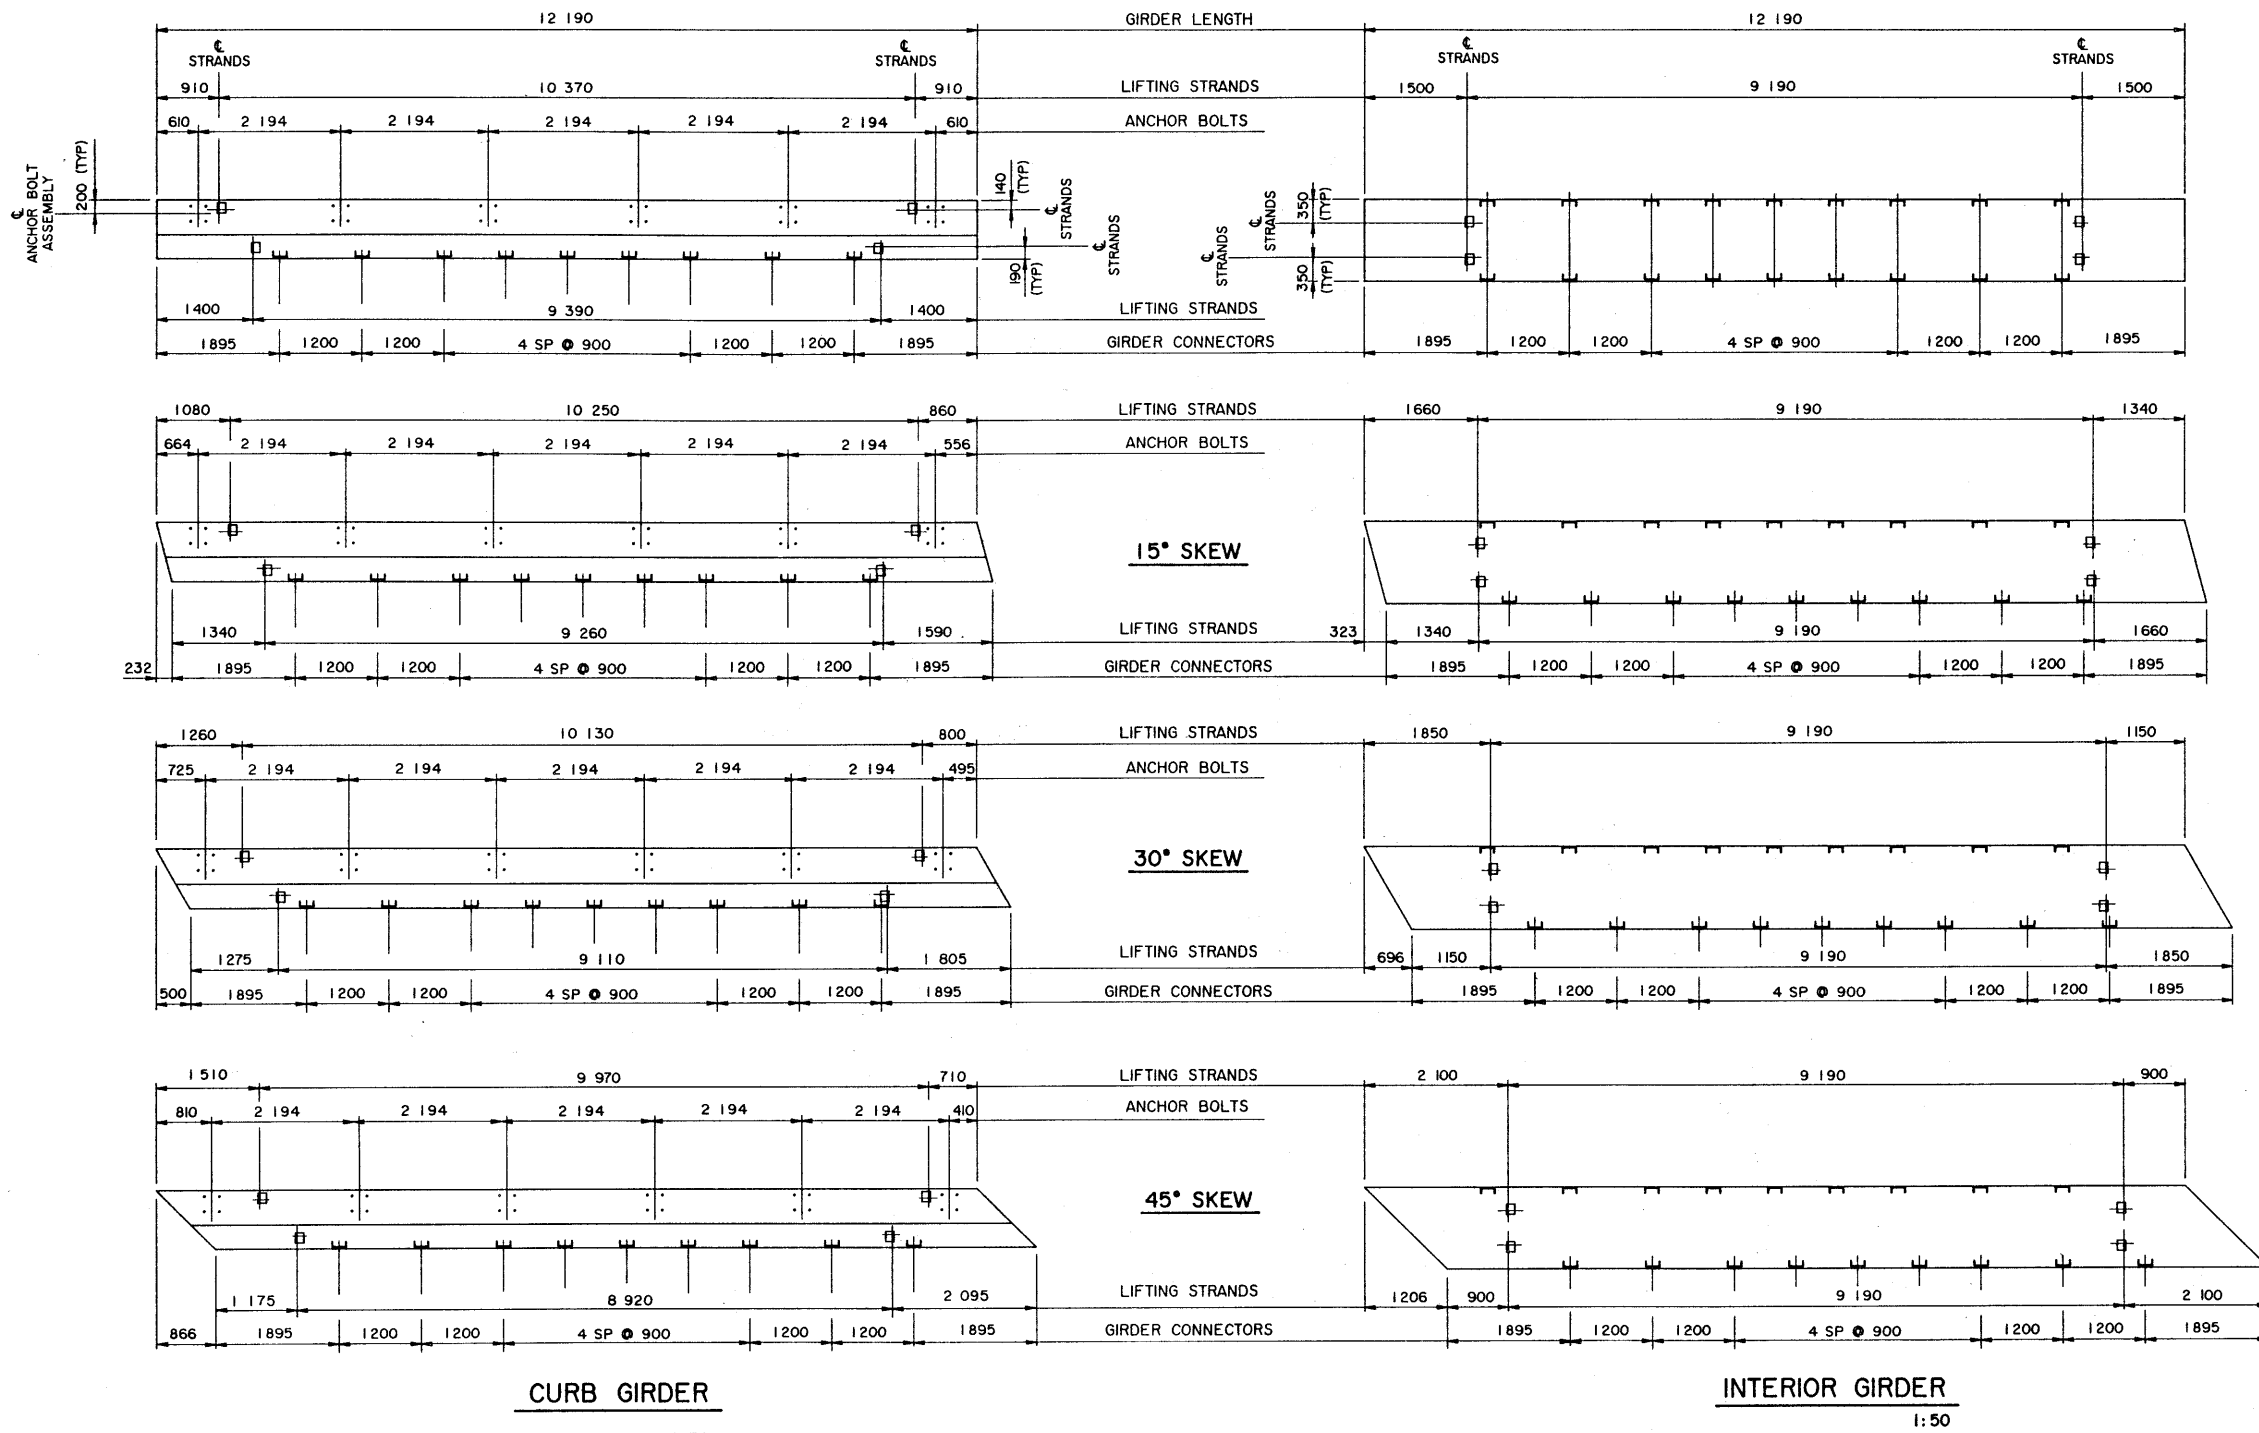 12 190 GIRDER LENGTH 12 190
℄ STRANDS ℄ STRANDS ℄ STRANDS ℄ STRANDS
910 10 370 910 LIFTING STRANDS 1500 9 190 1500
610 2 194 2 194 2 194 2 194 2 194 610 ANCHOR BOLTS
℄ ANCHOR BOLT ASSEMBLY
200 (TYP)
140 (TYP)
℄ STRANDS
℄ STRANDS
190 (TYP)
℄ STRANDS
℄ STRANDS
350 (TYP)
350 (TYP)
1400 9 390 1400 LIFTING STRANDS
1895 1200 1200 4 SP @ 900 1200 1200 1895 GIRDER CONNECTORS 1895 1200 1200 4 SP @ 900 1200 1200 1895
1080 10 250 860 LIFTING STRANDS 1660 9 190 1340
664 2 194 2 194 2 194 2 194 2 194 556 ANCHOR BOLTS
15° SKEW
1340 9 260 1590 LIFTING STRANDS 323 1340 9 190 1660
232 1895 1200 1200 4 SP @ 900 1200 1200 1895 GIRDER CONNECTORS 1895 1200 1200 4 SP @ 900 1200 1200 1895
1260 10 130 800 LIFTING STRANDS 1850 9 190 1150
725 2 194 2 194 2 194 2 194 2 194 495 ANCHOR BOLTS
30° SKEW
1275 9 110 1 805 LIFTING STRANDS 696 1150 9 190 1850
500 1895 1200 1200 4 SP @ 900 1200 1200 1895 GIRDER CONNECTORS 1895 1200 1200 4 SP @ 900 1200 1200 1895
1 510 9 970 710 LIFTING STRANDS 2 100 9 190 900
810 2 194 2 194 2 194 2 194 2 194 410 ANCHOR BOLTS
45° SKEW
1 175 8 920 2 095 LIFTING STRANDS 1206 900 9 190 2 100
866 1895 1200 1200 4 SP @ 900 1200 1200 1895 GIRDER CONNECTORS 1895 1200 1200 4 SP @ 900 1200 1200 1895
CURB GIRDER INTERIOR GIRDER
1:50